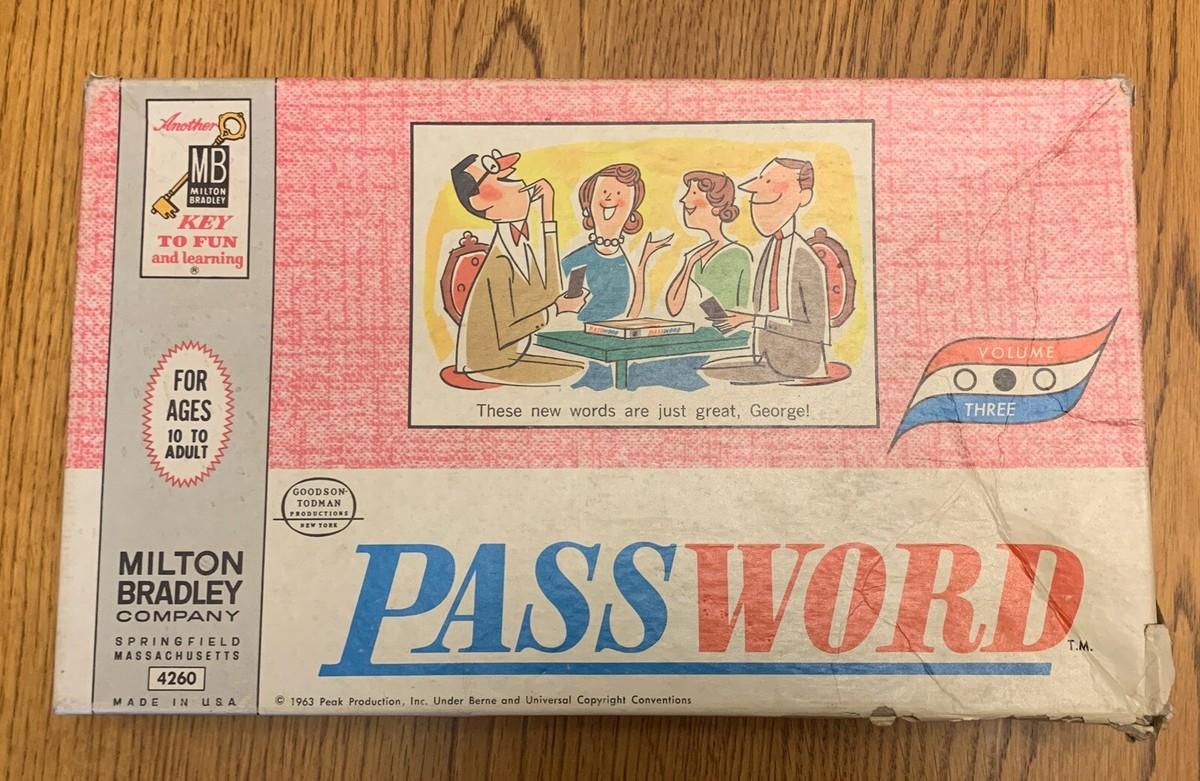 Another
MB
MILTON
BRADLEY
KEY
TO FUN
and learning
®
FOR
AGES
10 TO
ADULT
MILTON
BRADLEY
COMPANY
SPRINGFIELD
MASSACHUSETTS
4260
MADE IN U.S.A.
PASSWORD PASSWORD
These new words are just great, George!
VOLUME
THREE
GOODSON-
TODMAN
PRODUCTIONS
NEW YORK
PASSWORD
T.M.
© 1963 Peak Production, Inc. Under Berne and Universal Copyright Conventions